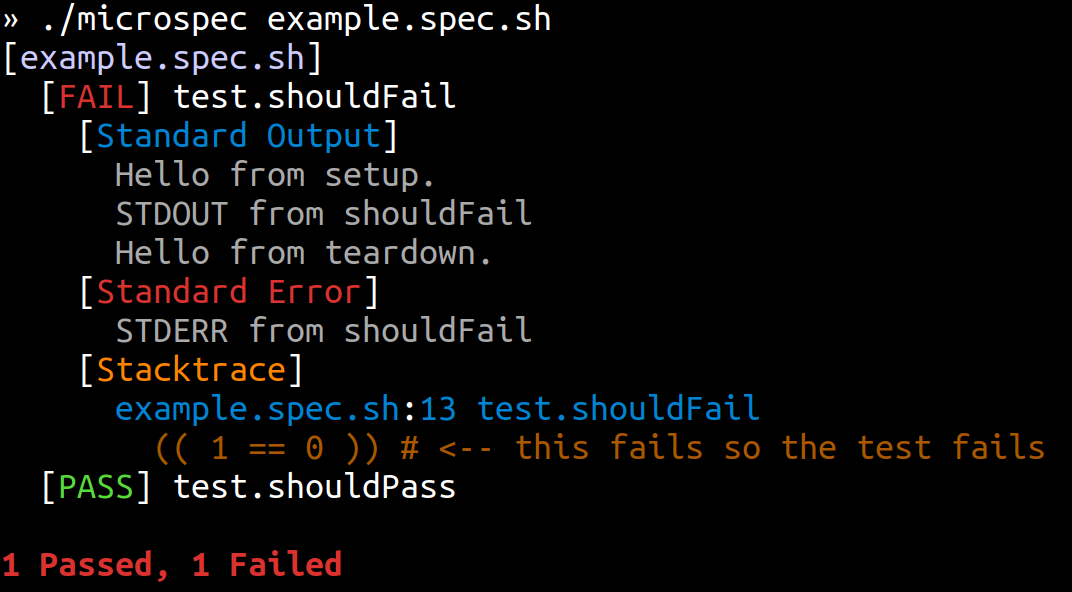 » ./microspec example.spec.sh
[example.spec.sh]
  [FAIL] test.shouldFail
    [Standard Output]
      Hello from setup.
      STDOUT from shouldFail
      Hello from teardown.
    [Standard Error]
      STDERR from shouldFail
    [Stacktrace]
      example.spec.sh:13 test.shouldFail
        (( 1 == 0 )) # <-- this fails so the test fails
  [PASS] test.shouldPass

1 Passed, 1 Failed